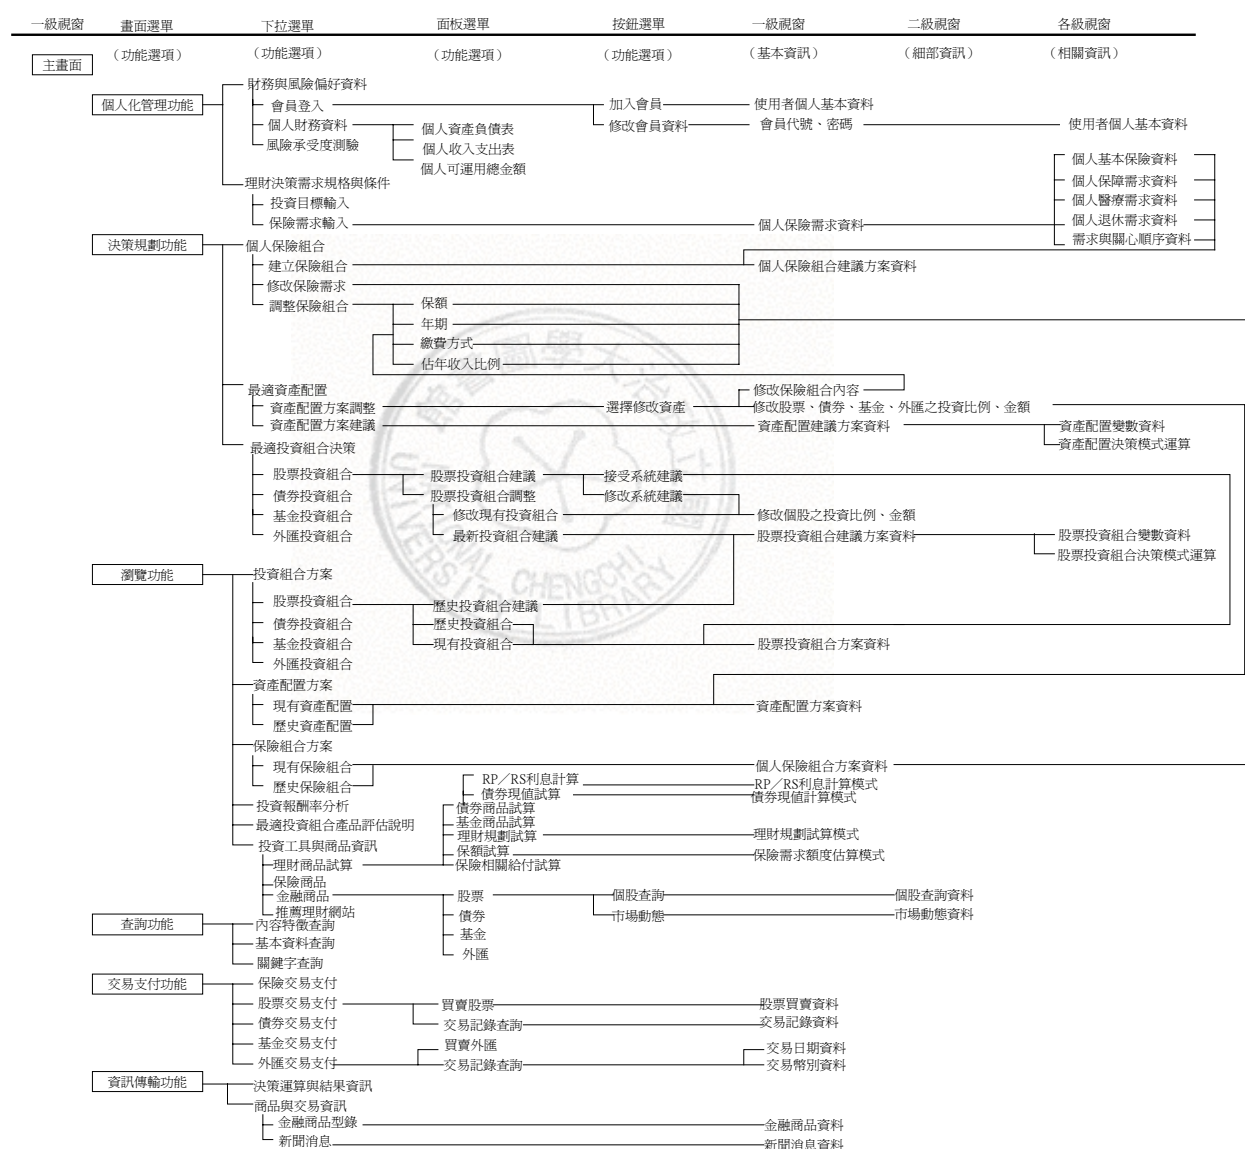 一級視窗 畫面選單 下拉選單 面板選單 按鈕選單 一級視窗 二級視窗 各級視窗
(功能選項) (功能選項) (功能選項) (功能選項) (基本資訊) (細部資訊) (相關資訊)
主畫面
財務與風險偏好資料
個人化管理功能 會員登入 加入會員 使用者個人基本資料
個人財務資料 個人資產負債表 修改會員資料 會員代號、密碼 使用者個人基本資料
風險承受度測驗 個人收入支出表
個人可運用總金額 個人基本保險資料
理財決策需求規格與條件 個人保障需求資料
投資目標輸入 個人醫療需求資料
保險需求輸入 個人保險需求資料 個人退休需求資料
需求與關心順序資料
決策規劃功能 個人保險組合
建立保險組合 個人保險組合建議方案資料
修改保險需求
調整保險組合 保額
年期
繳費方式
佔年收入比例
最適資產配置 修改保險組合內容
資產配置方案調整 選擇修改資產 修改股票、債券、基金、外匯之投資比例、金額
資產配置方案建議 資產配置建議方案資料 資產配置變數資料
資產配置決策模式運算
最適投資組合決策
股票投資組合 股票投資組合建議 接受系統建議
債券投資組合 股票投資組合調整 修改系統建議
基金投資組合 修改現有投資組合 修改個股之投資比例、金額
外匯投資組合 最新投資組合建議 股票投資組合建議方案資料 股票投資組合變數資料
股票投資組合決策模式運算
瀏覽功能 投資組合方案
股票投資組合 歷史投資組合建議
債券投資組合 歷史投資組合
基金投資組合 現有投資組合 股票投資組合方案資料
外匯投資組合
資產配置方案
現有資產配置 資產配置方案資料
歷史資產配置
保險組合方案
現有保險組合 個人保險組合方案資料
歷史保險組合 RP／RS利息計算 RP／RS利息計算模式
債券現值試算 債券現值計算模式
投資報酬率分析 債券商品試算
基金商品試算
最適投資組合產品評估說明 理財規劃試算 理財規劃試算模式
投資工具與商品資訊 保額試算 保險需求額度估算模式
理財商品試算 保險相關給付試算
保險商品
金融商品 股票 個股查詢 個股查詢資料
推薦理財網站 債券 市場動態 市場動態資料
查詢功能 內容特徵查詢 基金
基本資料查詢 外匯
關鍵字查詢
交易支付功能 保險交易支付
股票交易支付 買賣股票 股票買賣資料
債券交易支付 交易記錄查詢 交易記錄資料
基金交易支付 買賣外匯 交易日期資料
外匯交易支付 交易記錄查詢 交易幣別資料
資訊傳輸功能 決策運算與結果資訊
商品與交易資訊
金融商品型錄 金融商品資料
新聞消息 新聞消息資料
國立政治大學圖書館
NATIONAL CHENGCHI UNIVERSITY LIBRARY